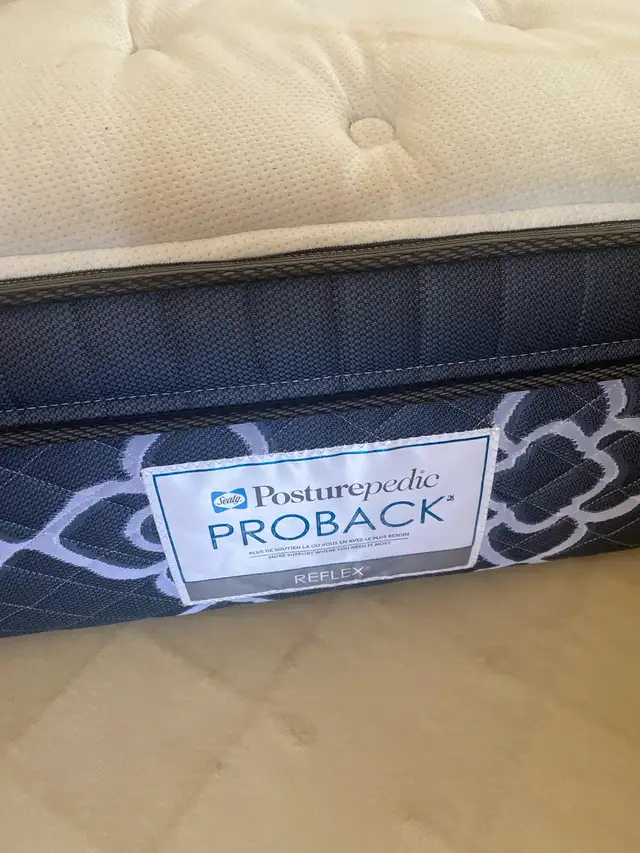 Sealy Posturepedic
PROBACK™
PLUS DE SOUTIEN LÀ OÙ VOUS EN AVEZ LE PLUS BESOIN
MORE SUPPORT WHERE YOU NEED IT MOST
REFLEX®